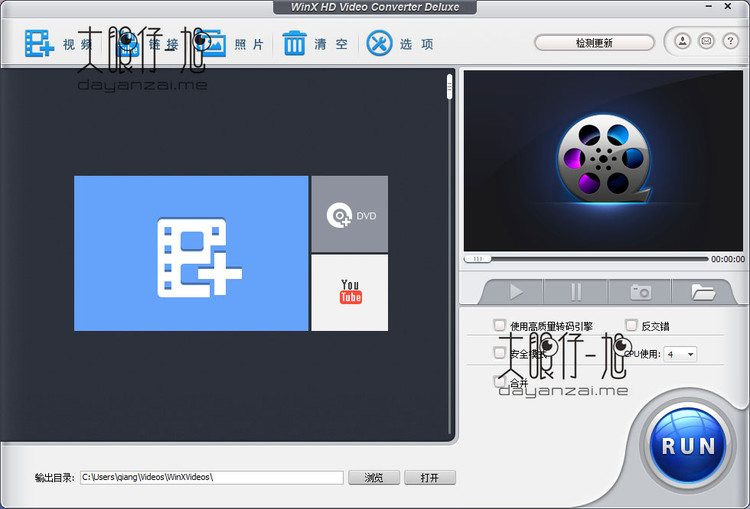 WinX HD Video Converter Deluxe
视频 链接 照片 清空 选项 检测更新
大眼仔~旭
dayanzai.me
DVD
You
Tube
00:00:00
使用高质量转码引擎 反交错
安全模式 CPU使用: 4
大眼仔~旭
合并
dayanzai.me
RUN
输出目录: C:\Users\qiang\Videos\WinXVideos\ 浏览 打开